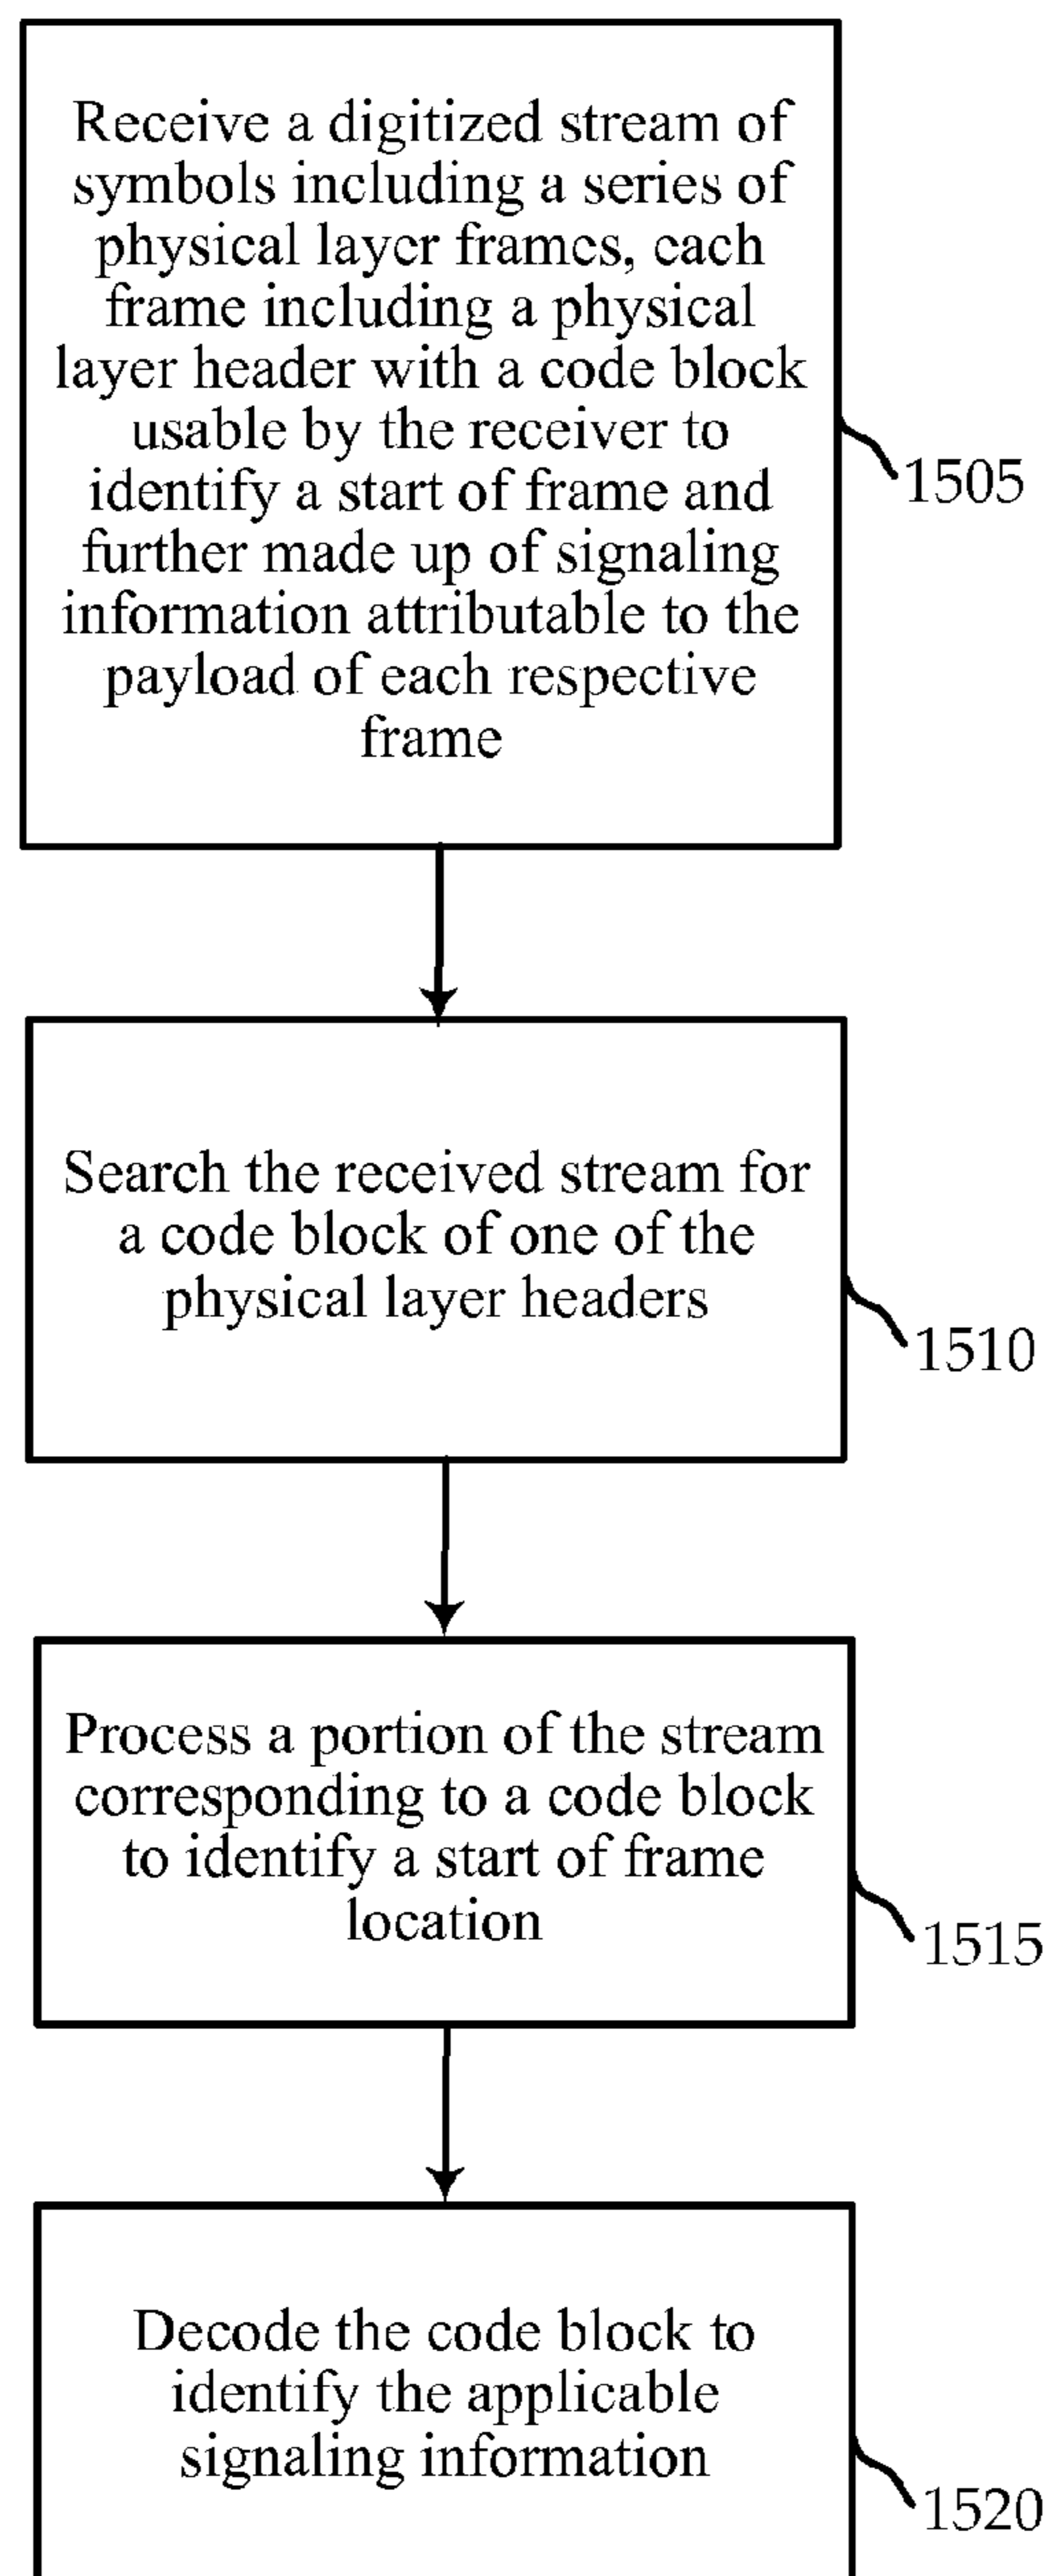 Receive a digitized stream of
symbols including a series of
physical layer frames, each
frame including a physical
layer header with a code block
usable by the receiver to
identify a start of frame and
further made up of signaling
information attributable to the
payload of each respective
frame
1505
Search the received stream for
a code block of one of the
physical layer headers
1510
Process a portion of the stream
corresponding to a code block
to identify a start of frame
location
1515
Decode the code block to
identify the applicable
signaling information
1520